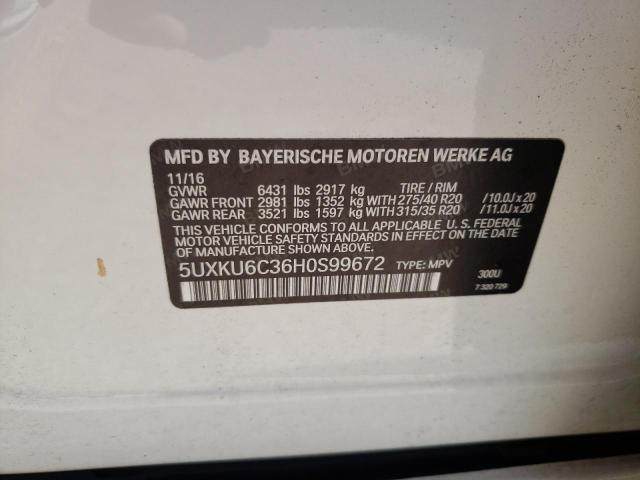 MFD BY BAYERISCHE MOTOREN WERKE AG
11/16
GVWR 6431 lbs 2917 kg TIRE / RIM
GAWR FRONT 2981 lbs 1352 kg WITH 275/40 R20 /10.0J x 20
GAWR REAR 3521 lbs 1597 kg WITH 315/35 R20 /11.0J x 20
THIS VEHICLE CONFORMS TO ALL APPLICABLE U. S. FEDERAL
MOTOR VEHICLE SAFETY STANDARDS IN EFFECT ON THE DATE
OF MANUFACTURE SHOWN ABOVE.
5UXKU6C36H0S99672 TYPE: MPV 300U
7 320 729